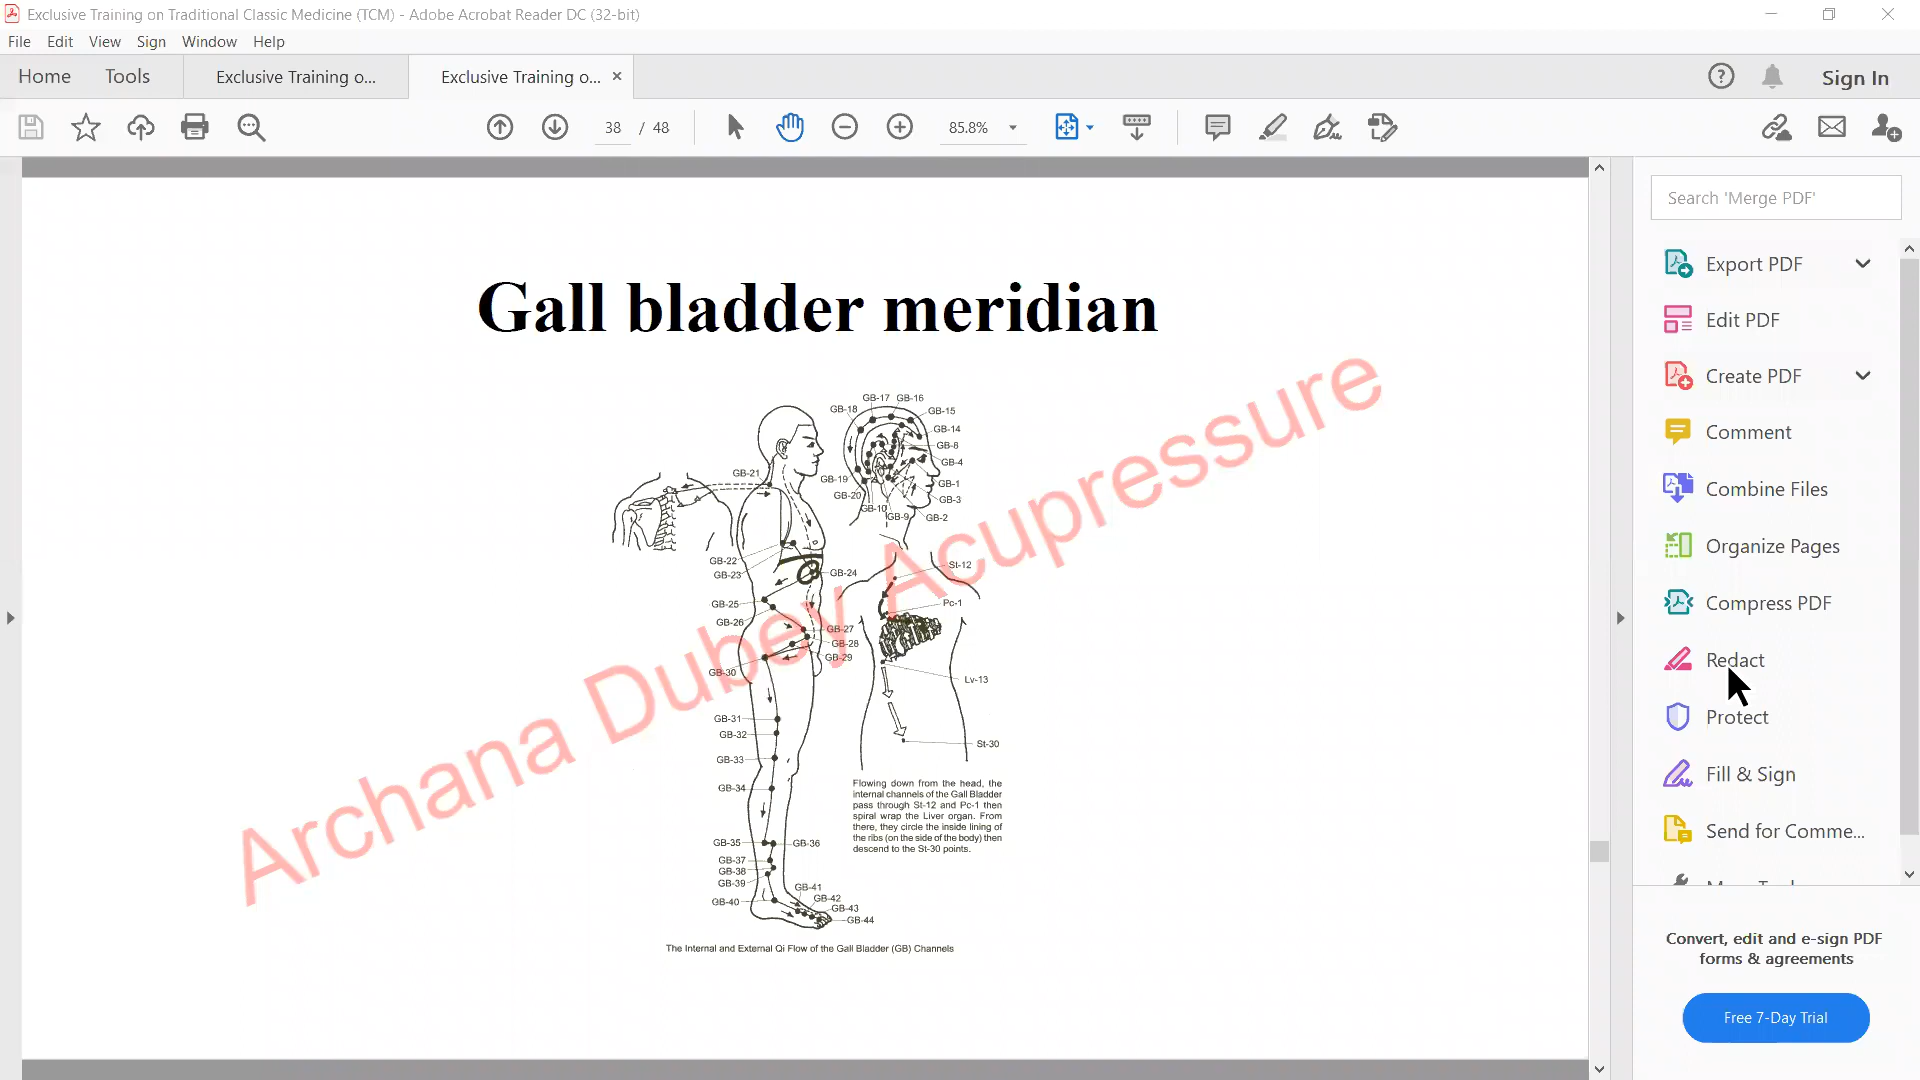 Exclusive Training on Traditional Classic Medicine (TCM) - Adobe Acrobat Reader DC (32-bit)
File Edit View Sign Window Help
Home Tools Exclusive Training o... Exclusive Training o... × Sign In
38 / 48 85.8%
Search 'Merge PDF'
Export PDF
Edit PDF
Create PDF
Comment
Combine Files
Organize Pages
Compress PDF
Redact
Protect
Fill & Sign
Send for Comme...
Convert, edit and e-sign PDF
forms & agreements
Free 7-Day Trial
Gall bladder meridian
Archana Dubey Acupressure
GB-17 GB-16
GB-18 GB-15
GB-14
GB-8
GB-4
GB-21
GB-19 GB-1
GB-20 GB-3
GB-10 GB-9 GB-2
GB-22
GB-23
GB-24
St-12
GB-25
Pc-1
GB-26
GB-27
GB-28
GB-29
GB-30
Lv-13
GB-31
GB-32
St-30
GB-33
GB-34
Flowing down from the head, the
internal channels of the Gall Bladder
pass through St-12 and Pc-1 then
spiral wrap the Liver organ. From
there, they circle the inside lining of
the ribs (on the side of the body) then
descend to the St-30 points.
GB-35 GB-36
GB-37
GB-38
GB-39
GB-41
GB-40 GB-42
GB-43
GB-44
The Internal and External Qi Flow of the Gall Bladder (GB) Channels